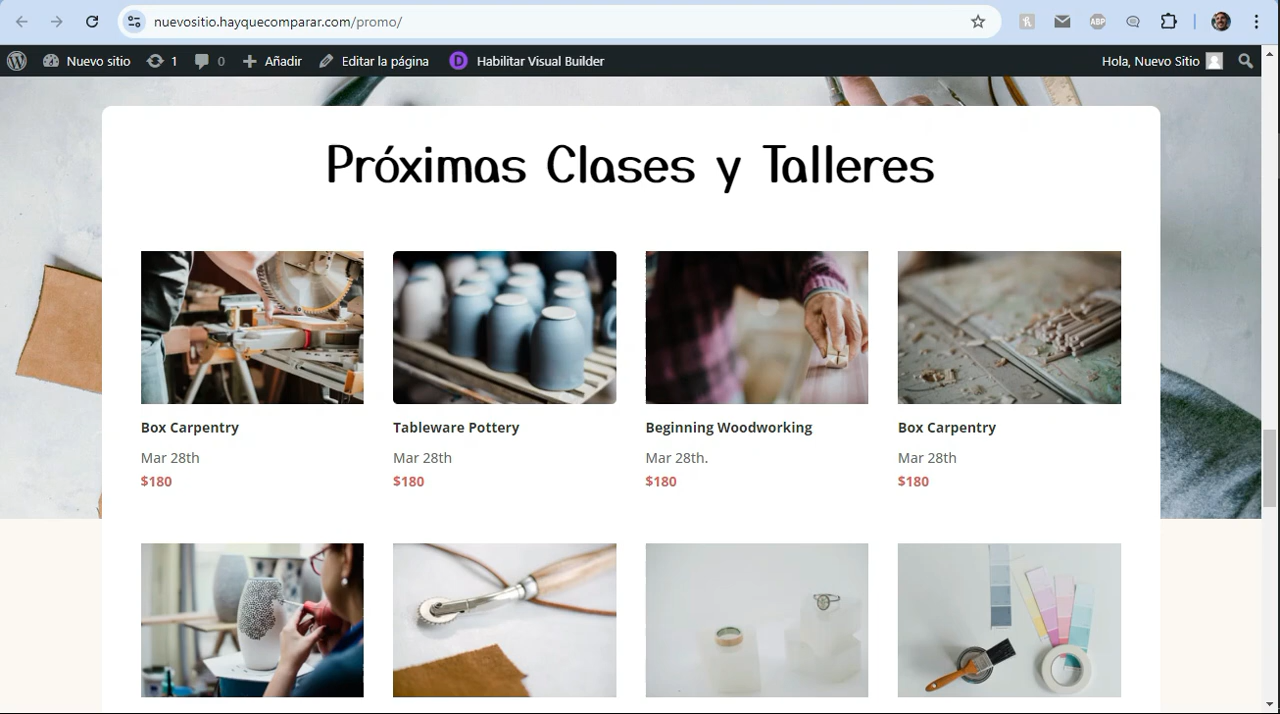 nuevositio.hayquecomparar.com/promo/
ABP
Nuevo sitio 1 0 Añadir Editar la página D Habilitar Visual Builder Hola, Nuevo Sitio
Próximas Clases y Talleres
Box Carpentry Tableware Pottery Beginning Woodworking Box Carpentry
Mar 28th Mar 28th Mar 28th. Mar 28th
$180 $180 $180 $180